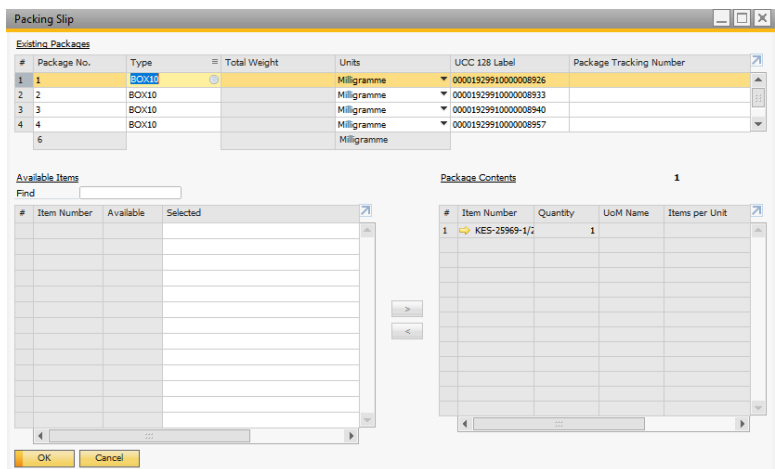 Packing Slip
Existing Packages
# Package No. Type Total Weight Units UCC 128 Label Package Tracking Number
1 1 BOX10 Milligramme 00001929910000008926
2 2 BOX10 Milligramme 00001929910000008933
3 3 BOX10 Milligramme 00001929910000008940
4 4 BOX10 Milligramme 00001929910000008957
6 Milligramme
Available Items Package Contents 1
Find
# Item Number Available Selected # Item Number Quantity UoM Name Items per Unit
1 KES-25969-1/2 1
>
<
OK Cancel